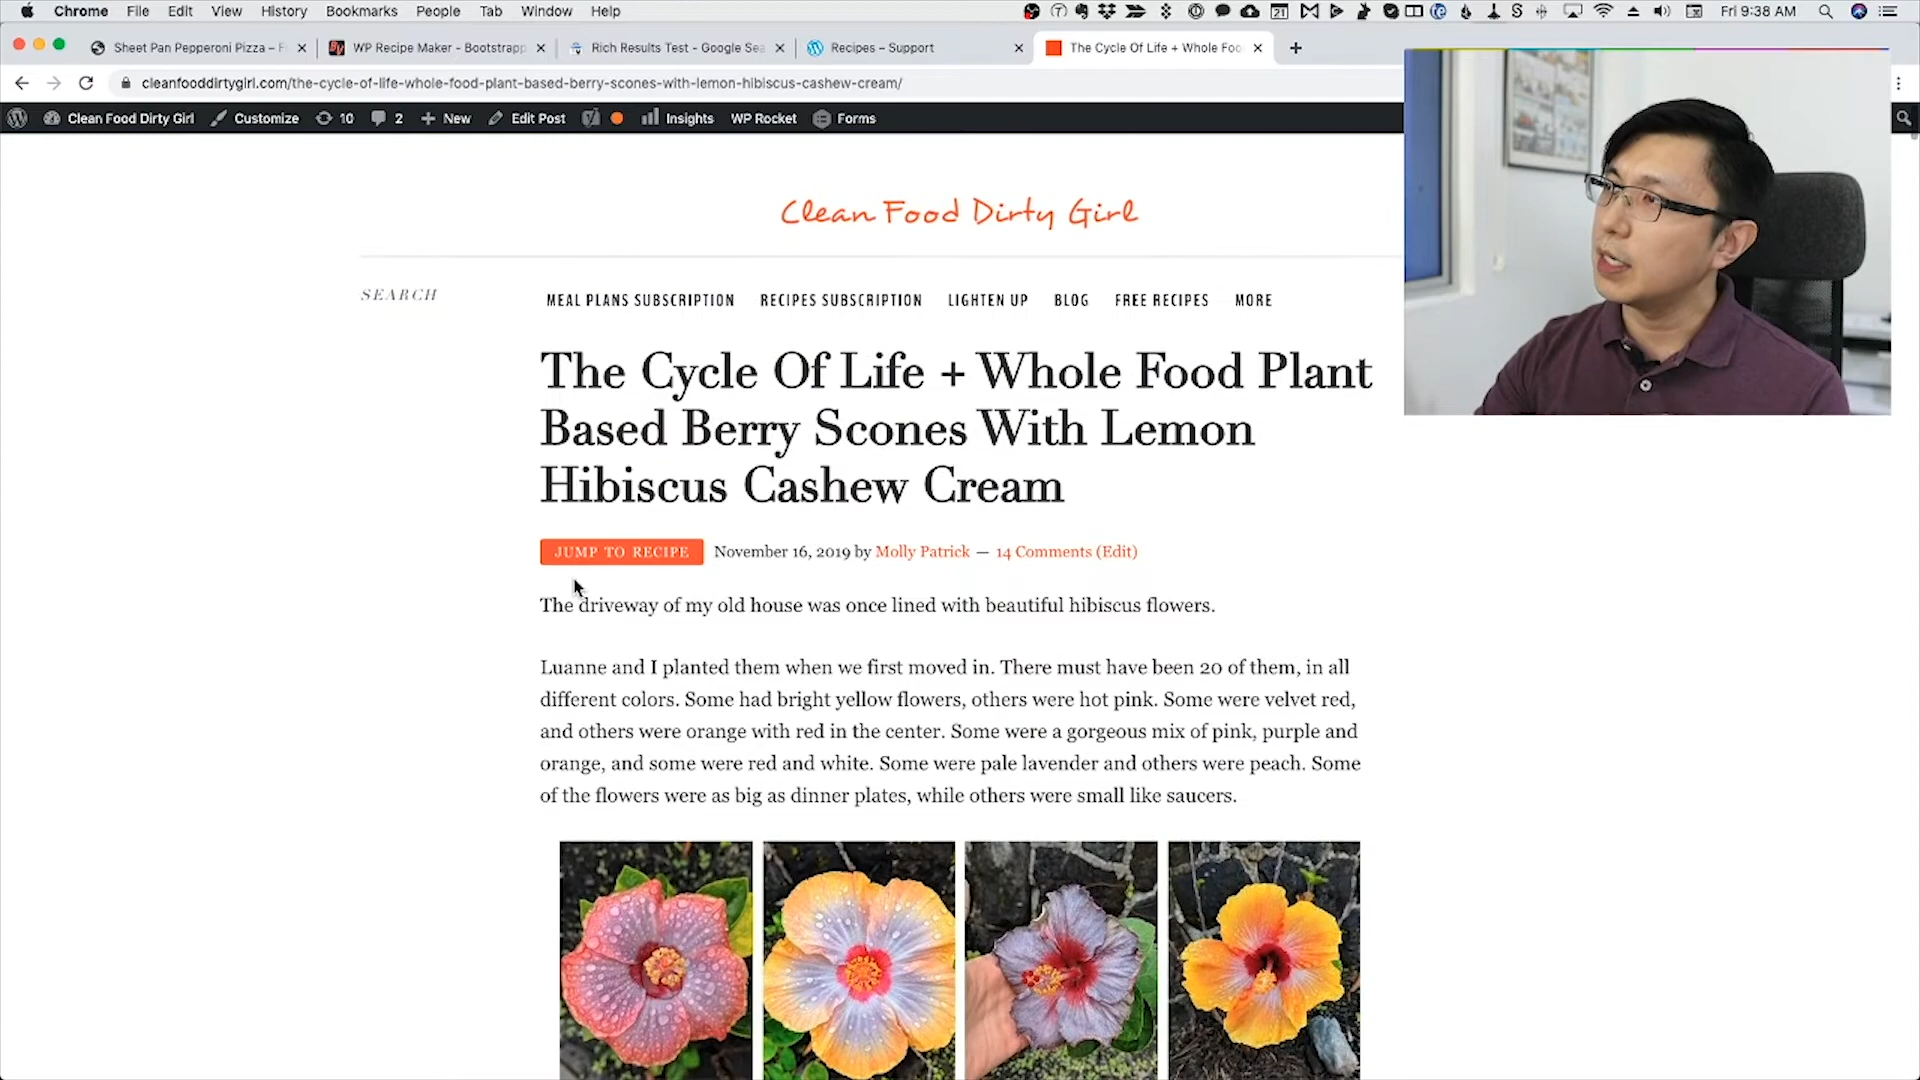 Chrome File Edit View History Bookmarks People Tab Window Help
21
Fri 9:38 AM
Sheet Pan Pepperoni Pizza – F
WP Recipe Maker - Bootstrapp
Rich Results Test - Google Sea
Recipes – Support
The Cycle Of Life + Whole Foo
cleanfooddirtygirl.com/the-cycle-of-life-whole-food-plant-based-berry-scones-with-lemon-hibiscus-cashew-cream/
Clean Food Dirty Girl Customize 10 2 New Edit Post Insights WP Rocket Forms
Clean Food Dirty Girl
SEARCH
MEAL PLANS SUBSCRIPTION RECIPES SUBSCRIPTION LIGHTEN UP BLOG FREE RECIPES MORE
The Cycle Of Life + Whole Food Plant
Based Berry Scones With Lemon
Hibiscus Cashew Cream
JUMP TO RECIPE November 16, 2019 by Molly Patrick — 14 Comments (Edit)
The driveway of my old house was once lined with beautiful hibiscus flowers.
Luanne and I planted them when we first moved in. There must have been 20 of them, in all
different colors. Some had bright yellow flowers, others were hot pink. Some were velvet red,
and others were orange with red in the center. Some were a gorgeous mix of pink, purple and
orange, and some were red and white. Some were pale lavender and others were peach. Some
of the flowers were as big as dinner plates, while others were small like saucers.